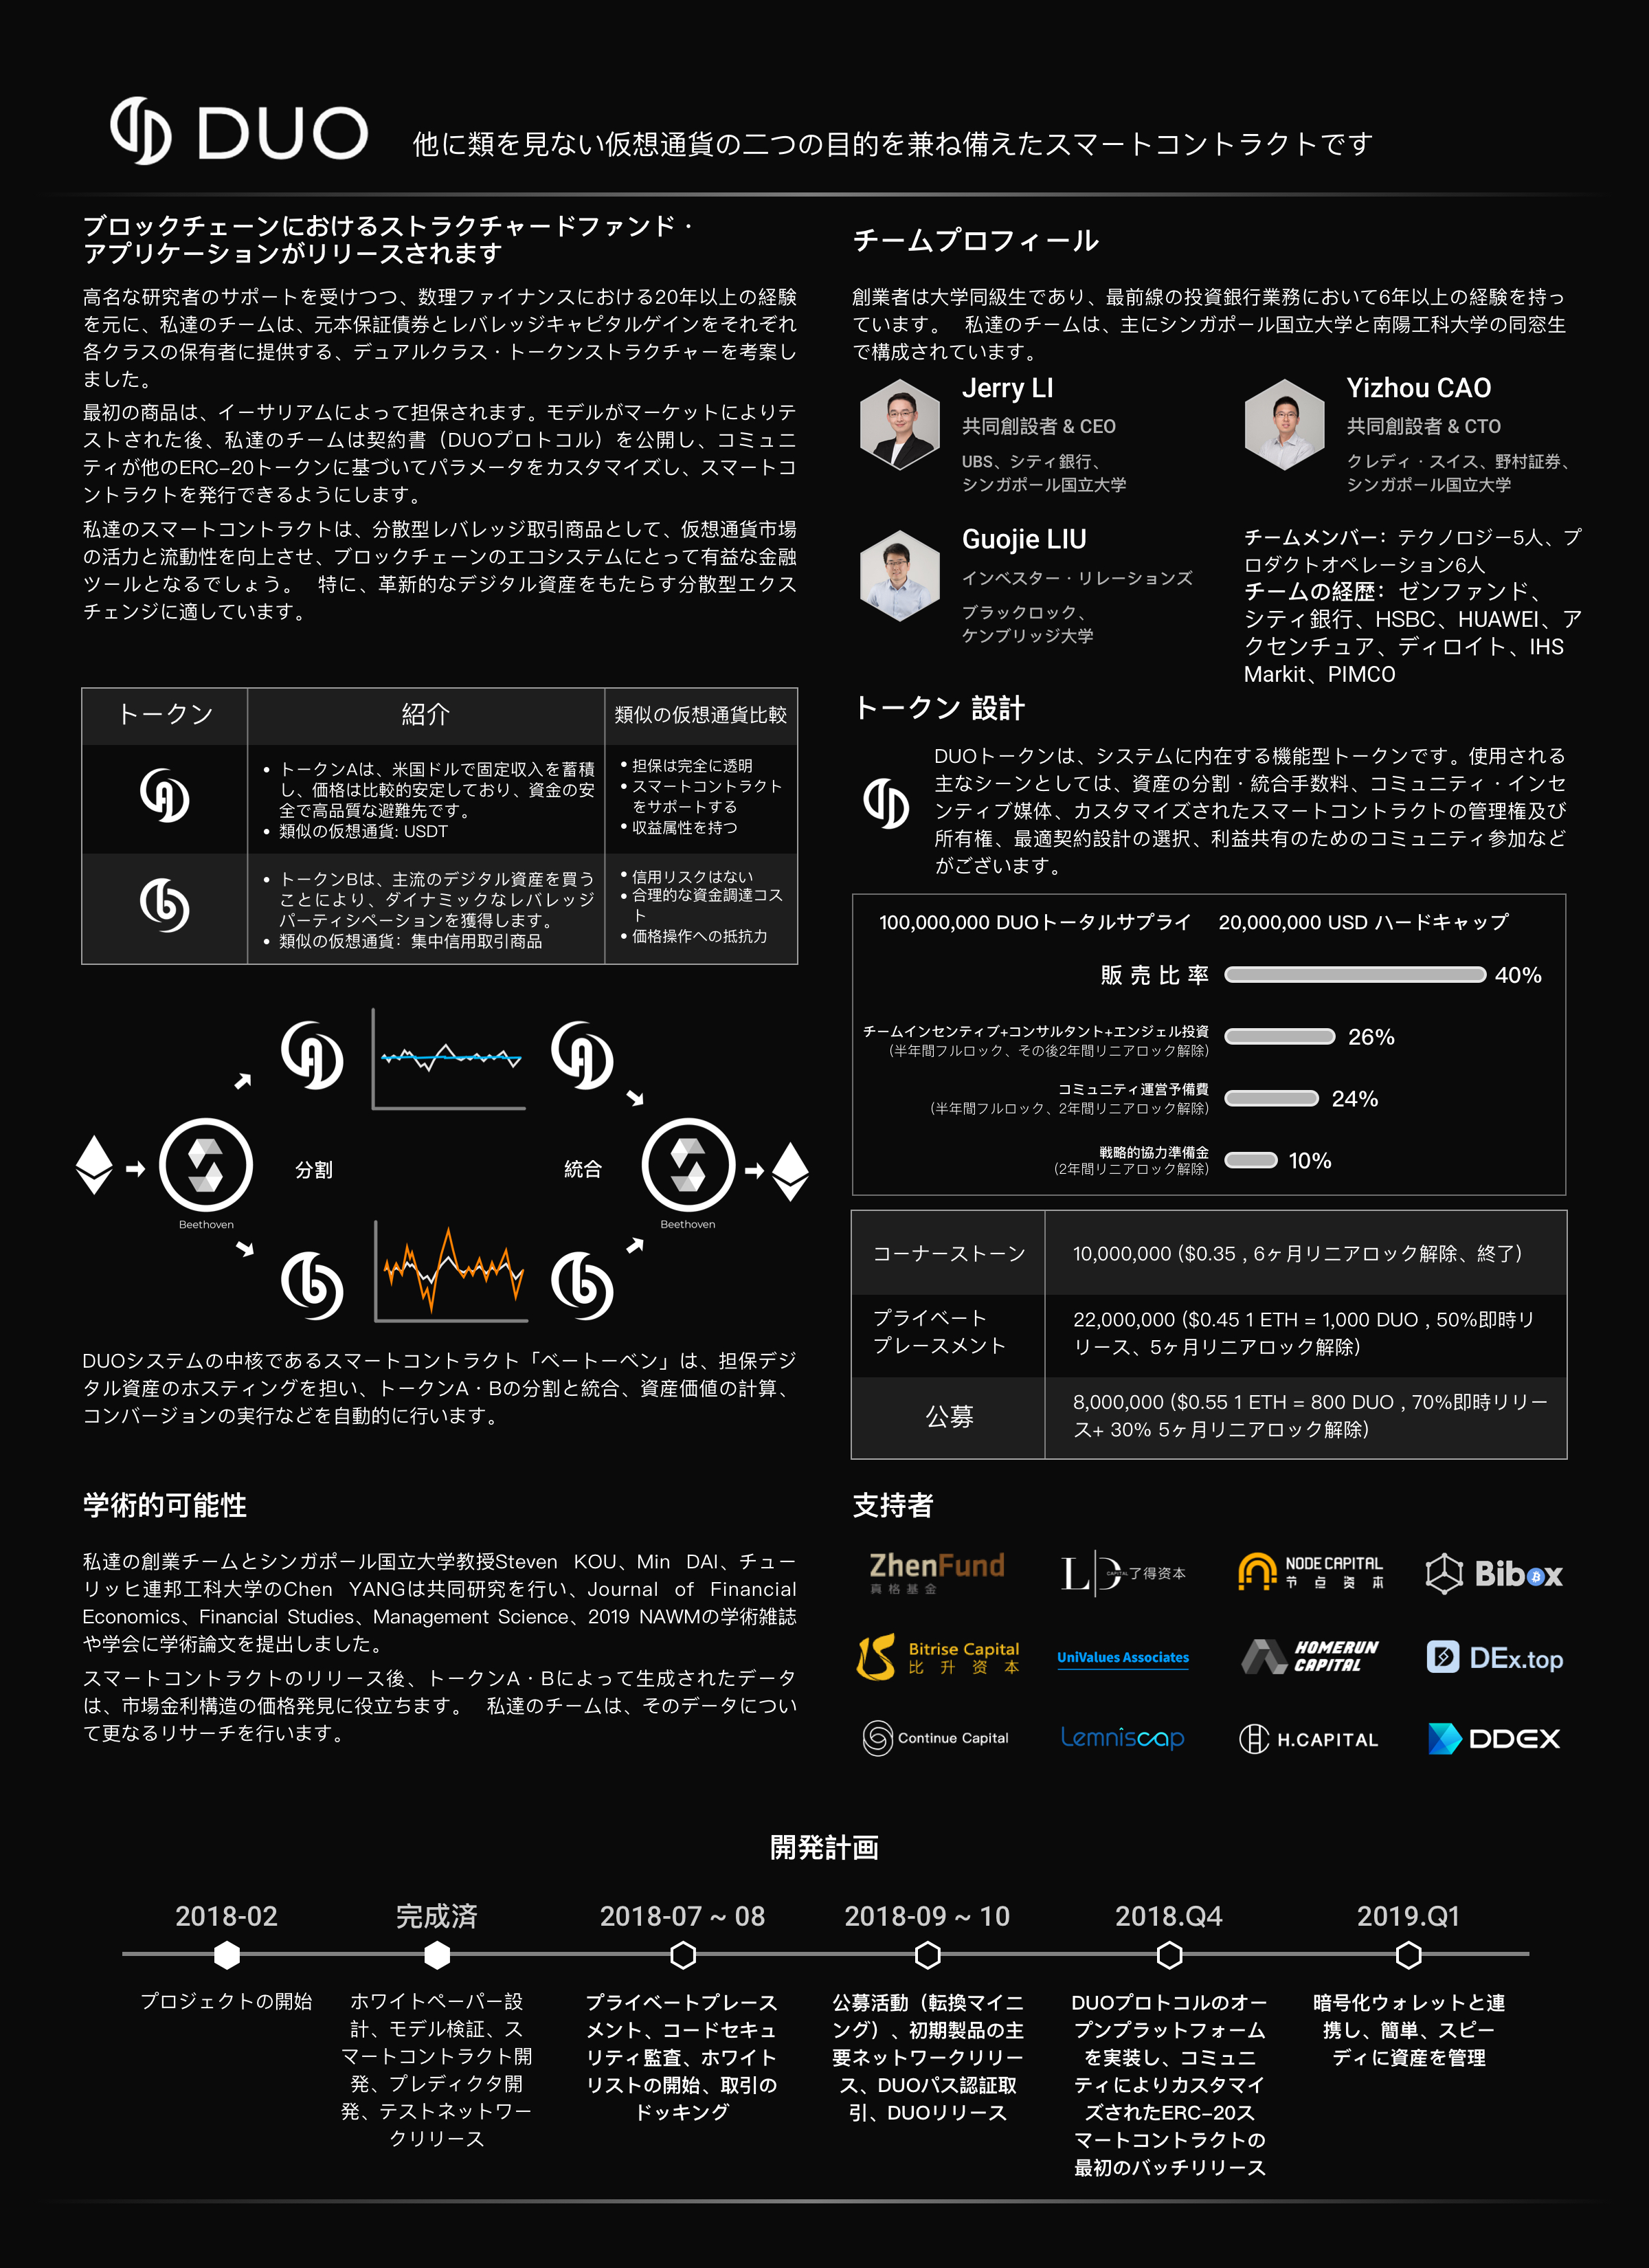 DUO
他に類を見ない仮想通貨の二つの目的を兼ね備えたスマートコントラクトです
ブロックチェーンにおけるストラクチャードファンド・
アプリケーションがリリースされます
高名な研究者のサポートを受けつつ、数理ファイナンスにおける20年以上の経験
を元に、私達のチームは、元本保証債券とレバレッジキャピタルゲインをそれぞれ
各クラスの保有者に提供する、デュアルクラス・トークンストラクチャーを考案し
ました。
最初の商品は、イーサリアムによって担保されます。モデルがマーケットによりテ
ストされた後、私達のチームは契約書（DUOプロトコル）を公開し、コミュニ
ティが他のERC-20トークンに基づいてパラメータをカスタマイズし、スマートコ
ントラクトを発行できるようにします。
私達のスマートコントラクトは、分散型レバレッジ取引商品として、仮想通貨市場
の活力と流動性を向上させ、ブロックチェーンのエコシステムにとって有益な金融
ツールとなるでしょう。 特に、革新的なデジタル資産をもたらす分散型エクス
チェンジに適しています。
トークン
紹介
類似の仮想通貨比較
• トークンAは、米国ドルで固定収入を蓄積
し、価格は比較的安定しており、資金の安
全で高品質な避難先です。
• 類似の仮想通貨: USDT
• 担保は完全に透明
• スマートコントラクト
をサポートする
• 収益属性を持つ
• トークンBは、主流のデジタル資産を買う
ことにより、ダイナミックなレバレッジ
パーティシペーションを獲得します。
• 類似の仮想通貨：集中信用取引商品
• 信用リスクはない
• 合理的な資金調達コス
ト
• 価格操作への抵抗力
分割
統合
Beethoven
Beethoven
DUOシステムの中核であるスマートコントラクト「ベートーベン」は、担保デジ
タル資産のホスティングを担い、トークンA・Bの分割と統合、資産価値の計算、
コンバージョンの実行などを自動的に行います。
学術的可能性
私達の創業チームとシンガポール国立大学教授Steven KOU、Min DAI、チュー
リッヒ連邦工科大学のChen YANGは共同研究を行い、Journal of Financial
Economics、Financial Studies、Management Science、2019 NAWMの学術雑誌
や学会に学術論文を提出しました。
スマートコントラクトのリリース後、トークンA・Bによって生成されたデータ
は、市場金利構造の価格発見に役立ちます。 私達のチームは、そのデータについ
て更なるリサーチを行います。
チームプロフィール
創業者は大学同級生であり、最前線の投資銀行業務において6年以上の経験を持っ
ています。 私達のチームは、主にシンガポール国立大学と南陽工科大学の同窓生
で構成されています。
Jerry LI
共同創設者 & CEO
UBS、シティ銀行、
シンガポール国立大学
Yizhou CAO
共同創設者 & CTO
クレディ・スイス、野村証券、
シンガポール国立大学
Guojie LIU
インベスター・リレーションズ
ブラックロック、
ケンブリッジ大学
チームメンバー：テクノロジー5人、プ
ロダクトオペレーション6人
チームの経歴：ゼンファンド、
シティ銀行、HSBC、HUAWEI、ア
クセンチュア、ディロイト、IHS
Markit、PIMCO
トークン 設計
DUOトークンは、システムに内在する機能型トークンです。使用される
主なシーンとしては、資産の分割・統合手数料、コミュニティ・インセ
ンティブ媒体、カスタマイズされたスマートコントラクトの管理権及び
所有権、最適契約設計の選択、利益共有のためのコミュニティ参加など
がございます。
100,000,000 DUOトータルサプライ 20,000,000 USD ハードキャップ
販売比率 40%
チームインセンティブ+コンサルタント+エンジェル投資
(半年間フルロック、その後2年間リニアロック解除)
26%
コミュニティ運営予備費
(半年間フルロック、2年間リニアロック解除)
24%
戦略的協力準備金
(2年間リニアロック解除)
10%
コーナーストーン
10,000,000 ($0.35 , 6ヶ月リニアロック解除、終了)
プライベート
プレースメント
22,000,000 ($0.45 1 ETH = 1,000 DUO , 50%即時リ
リース、5ヶ月リニアロック解除)
公募
8,000,000 ($0.55 1 ETH = 800 DUO , 70%即時リリー
ス+ 30% 5ヶ月リニアロック解除)
支持者
ZhenFund
真格基金
LD CAPITAL 了得资本
NODE CAPITAL
节点资本
Bibox
Bitrise Capital
比升资本
UniValues Associates
HOMERUN
CAPITAL
DEx.top
Continue Capital
Lemniscap
H.CAPITAL
DDEX
開発計画
2018-02
完成済
2018-07 ~ 08
2018-09 ~ 10
2018.Q4
2019.Q1
プロジェクトの開始
ホワイトペーパー設
計、モデル検証、ス
マートコントラクト開
発、プレディクタ開
発、テストネットワー
クリリース
プライベートプレース
メント、コードセキュ
リティ監査、ホワイト
リストの開始、取引の
ドッキング
公募活動（転換マイニ
ング）、初期製品の主
要ネットワークリリー
ス、DUOパス認証取
引、DUOリリース
DUOプロトコルのオー
プンプラットフォーム
を実装し、コミュニ
ティによりカスタマイ
ズされたERC-20ス
マートコントラクトの
最初のバッチリリース
暗号化ウォレットと連
携し、簡単、スピー
ディに資産を管理